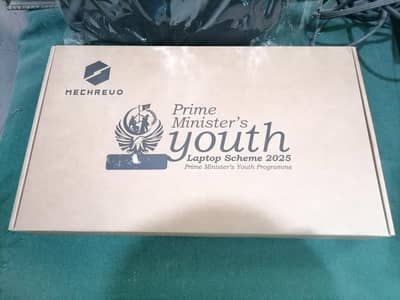 MECHREVO
Prime
Minister's
youth
Laptop Scheme 2025
Prime Minister's Youth Programme